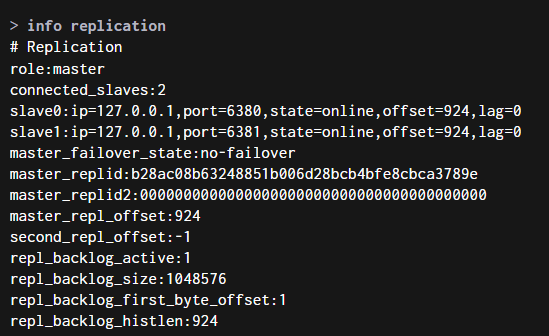 > info replication
# Replication
role:master
connected_slaves:2
slave0:ip=127.0.0.1,port=6380,state=online,offset=924,lag=0
slave1:ip=127.0.0.1,port=6381,state=online,offset=924,lag=0
master_failover_state:no-failover
master_replid:b28ac08b63248851b006d28bcb4bfe8cbca3789e
master_replid2:0000000000000000000000000000000000000000
master_repl_offset:924
second_repl_offset:-1
repl_backlog_active:1
repl_backlog_size:1048576
repl_backlog_first_byte_offset:1
repl_backlog_histlen:924